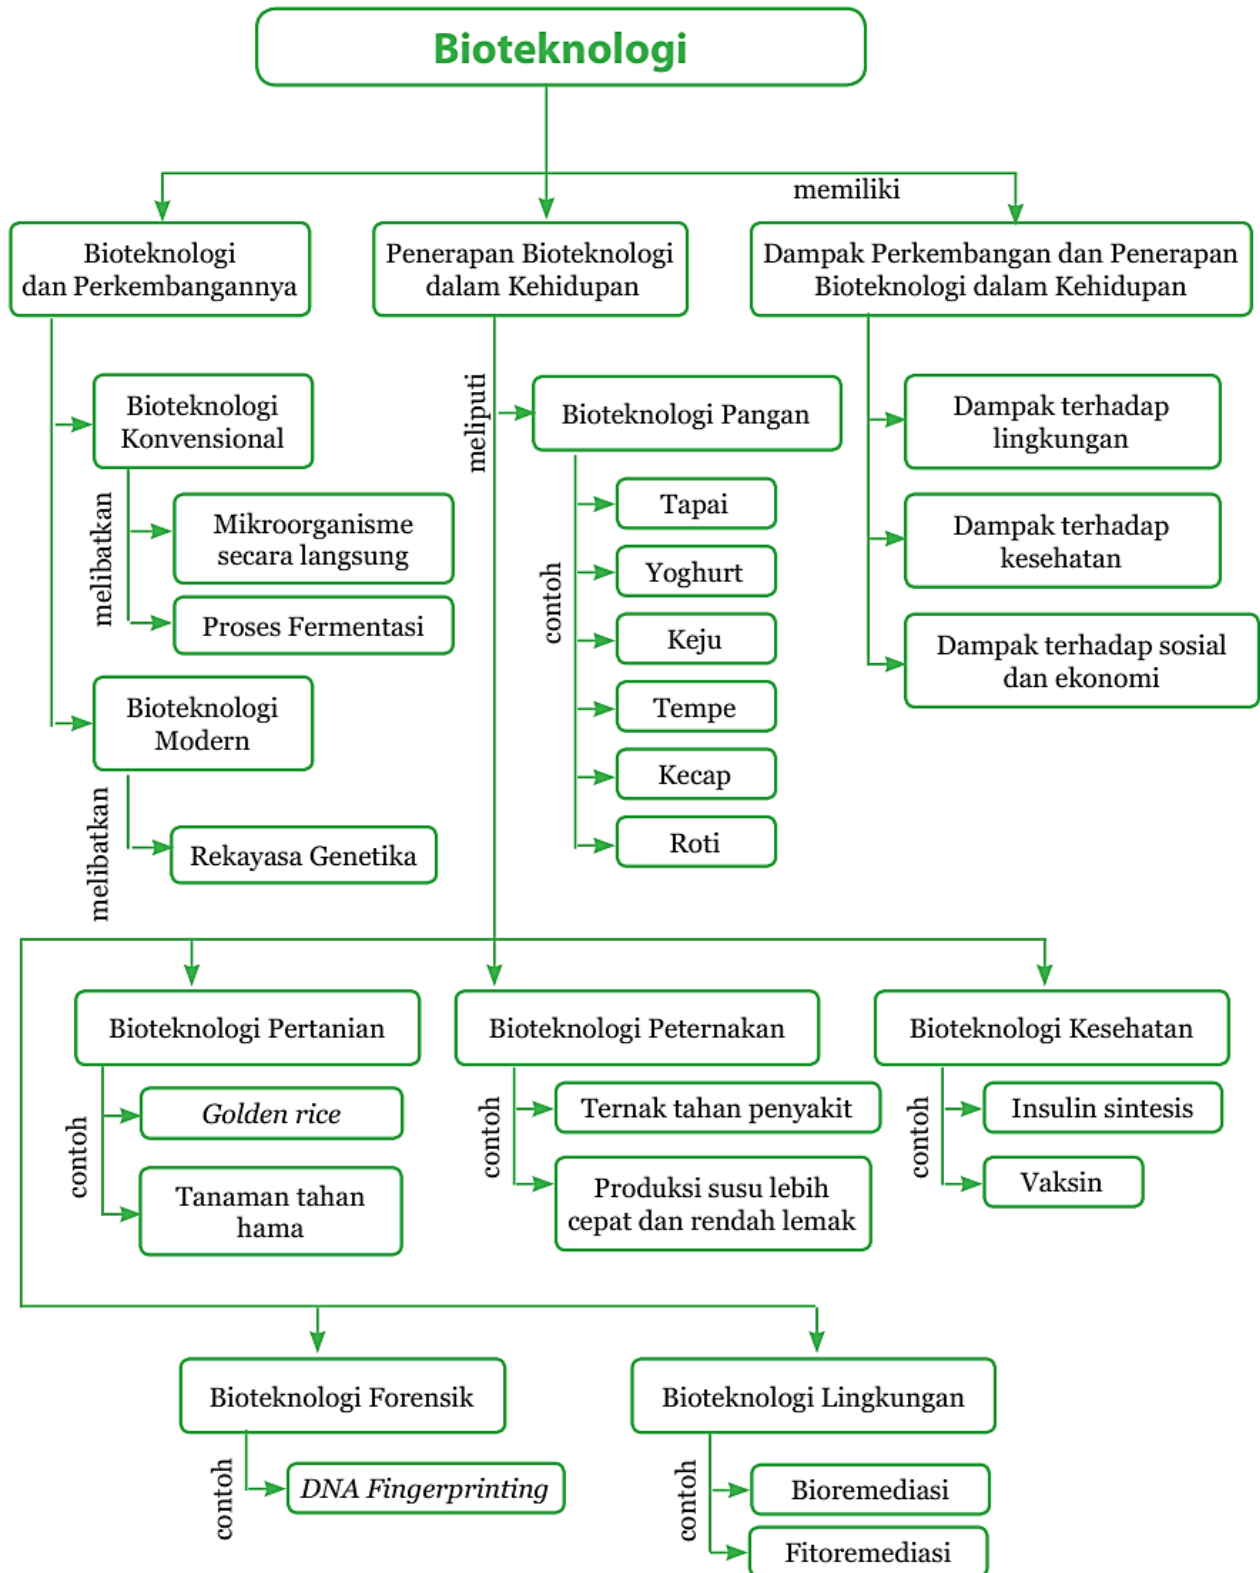 Bioteknologi
memiliki
Bioteknologi
dan Perkembangannya
Penerapan Bioteknologi
dalam Kehidupan
Dampak Perkembangan dan Penerapan
Bioteknologi dalam Kehidupan
Bioteknologi
Konvensional
melibatkan
Mikroorganisme
secara langsung
Proses Fermentasi
Bioteknologi
Modern
melibatkan
Rekayasa Genetika
meliputi
Bioteknologi Pangan
contoh
Tapai
Yoghurt
Keju
Tempe
Kecap
Roti
Dampak terhadap
lingkungan
Dampak terhadap
kesehatan
Dampak terhadap sosial
dan ekonomi
Bioteknologi Pertanian
contoh
Golden rice
Tanaman tahan
hama
Bioteknologi Peternakan
contoh
Ternak tahan penyakit
Produksi susu lebih
cepat dan rendah lemak
Bioteknologi Kesehatan
contoh
Insulin sintesis
Vaksin
Bioteknologi Forensik
contoh
DNA Fingerprinting
Bioteknologi Lingkungan
contoh
Bioremediasi
Fitoremediasi